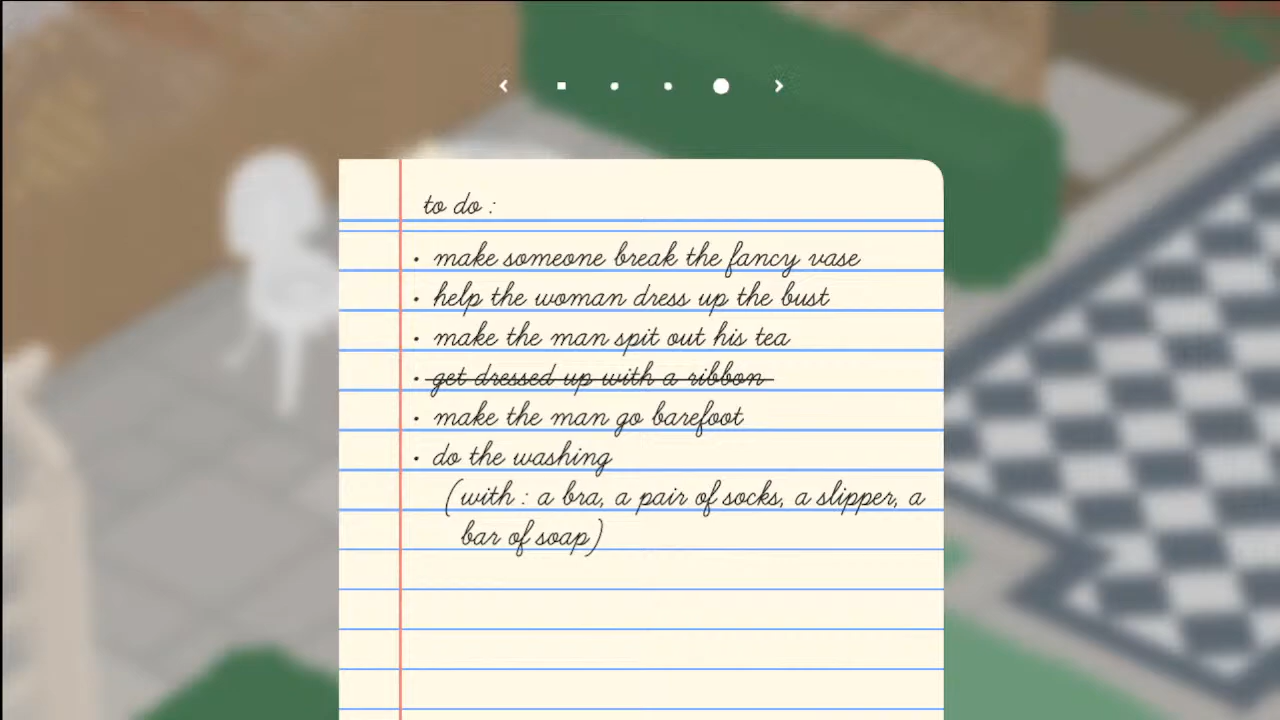 to do :
• make someone break the fancy vase
• help the woman dress up the bust
• make the man spit out his tea
• get dressed up with a ribbon
• make the man go barefoot
• do the washing
(with : a bra, a pair of socks, a slipper, a
bar of soap)